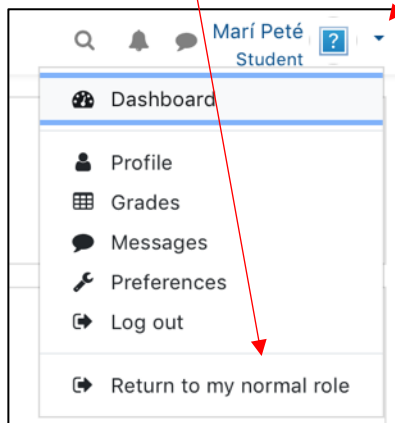 Marí Peté
Student
?
Dashboard
Profile
Grades
Messages
Preferences
Log out
Return to my normal role